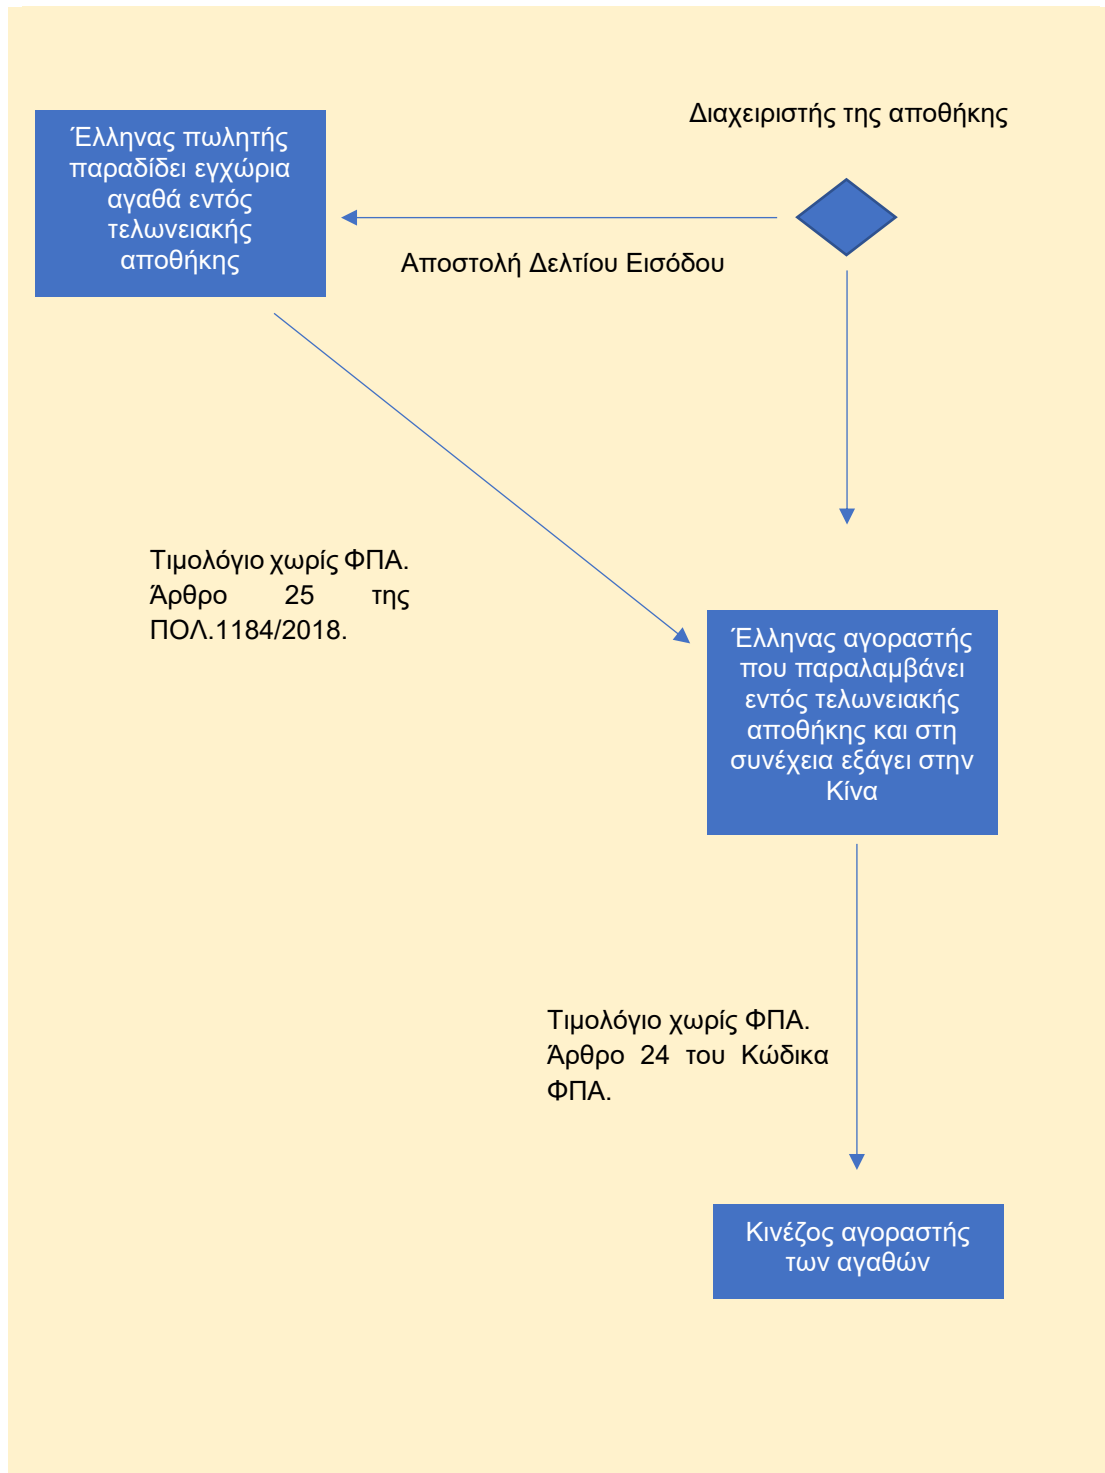 Διαχειριστής της αποθήκης
Έλληνας πωλητής
παραδίδει εγχώρια
αγαθά εντός
τελωνειακής
αποθήκης
Αποστολή Δελτίου Εισόδου
Τιμολόγιο χωρίς ΦΠΑ.
Άρθρο 25 της
ΠΟΛ.1184/2018.
Έλληνας αγοραστής
που παραλαμβάνει
εντός τελωνειακής
αποθήκης και στη
συνέχεια εξάγει στην
Κίνα
Τιμολόγιο χωρίς ΦΠΑ.
Άρθρο 24 του Κώδικα
ΦΠΑ.
Κινέζος αγοραστής
των αγαθών